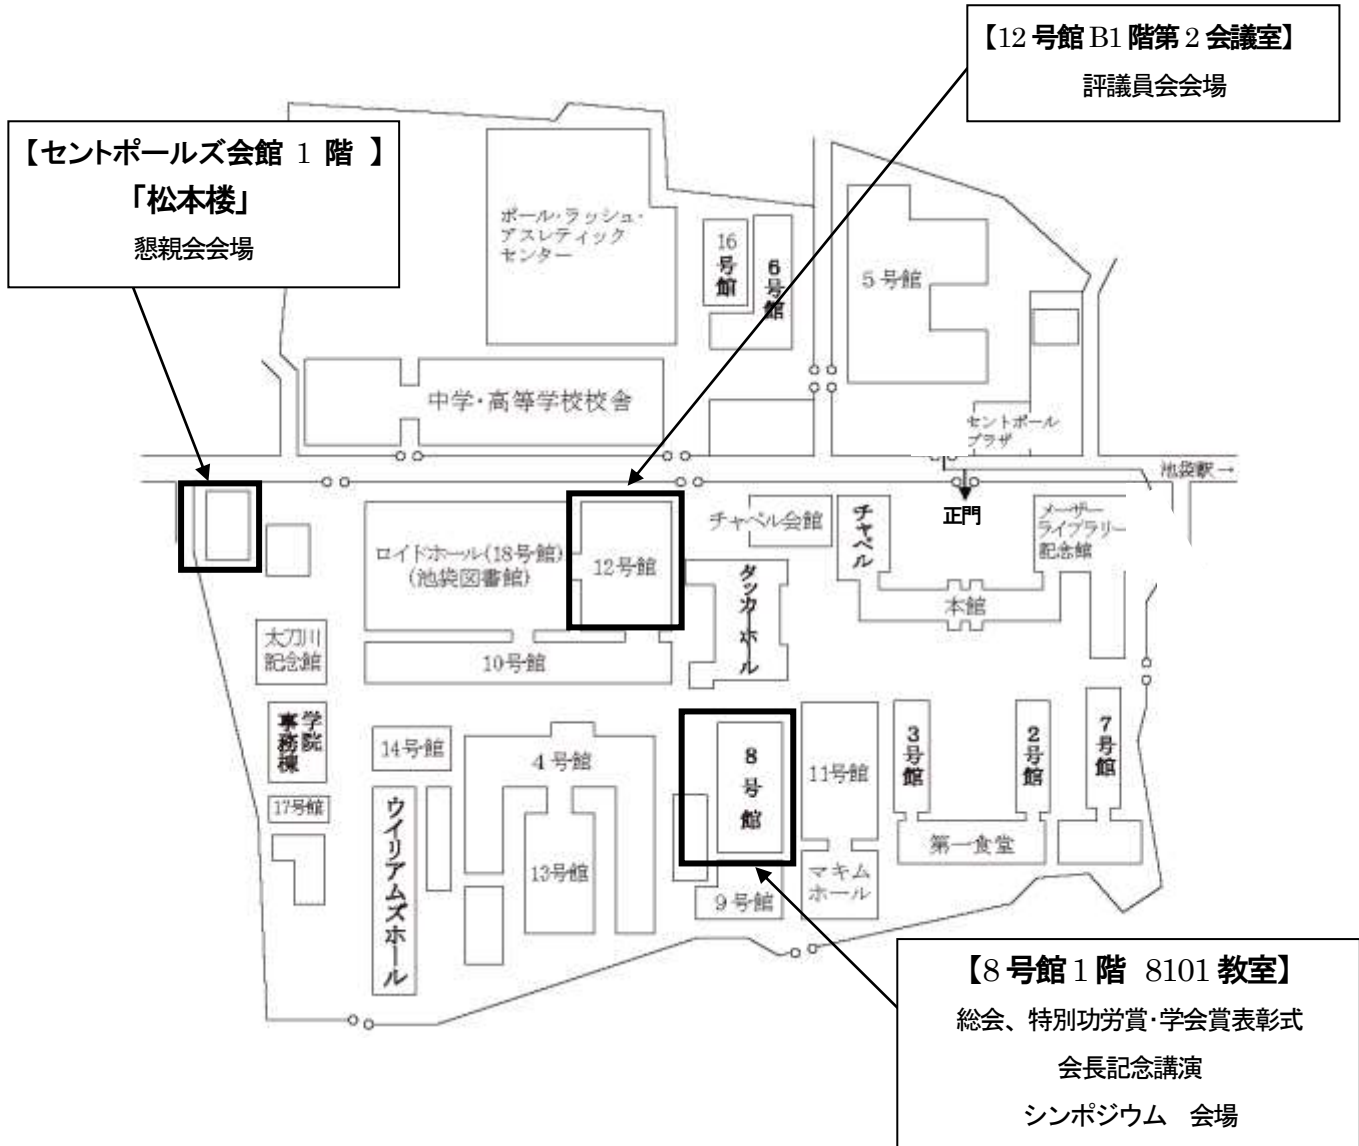 【12 号館 B1 階第 2 会議室】
評議員会会場
【セントポールズ会館 1 階 】
「松本楼」
懇親会会場
ポール・ラッシュ・
アスレティック
センター
16
号
館
6
号
館
5 号館
中学・高等学校校舎
セントポール
プラザ
池袋駅→
正門
チャペル会館
チャペル
メーザー
ライブラリー
記念館
ロイドホール(18号館)
(池袋図書館)
12号館
タッカーホール
本館
太刀川
記念館
10号館
学院
事務棟
14号館
4 号館
8
号
館
11号館
3
号
館
2
号
館
7
号
館
17号館
ウイリアムズホール
13号館
第一食堂
マキム
ホール
9 号館
【8 号館 1 階 8101 教室】
総会、特別功労賞・学会賞表彰式
会長記念講演
シンポジウム 会場